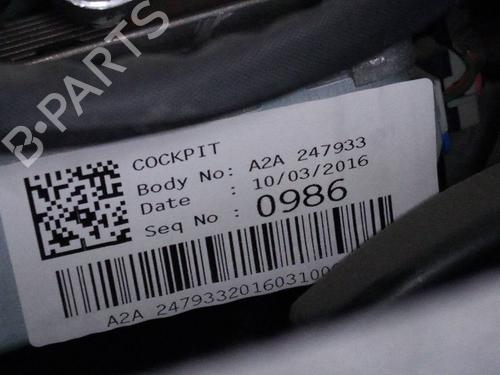 B-PARTS
COCKPIT
Body No: A2A 247933
Date : 10/03/2016
Seq No : 0986
A2A 247933201603100